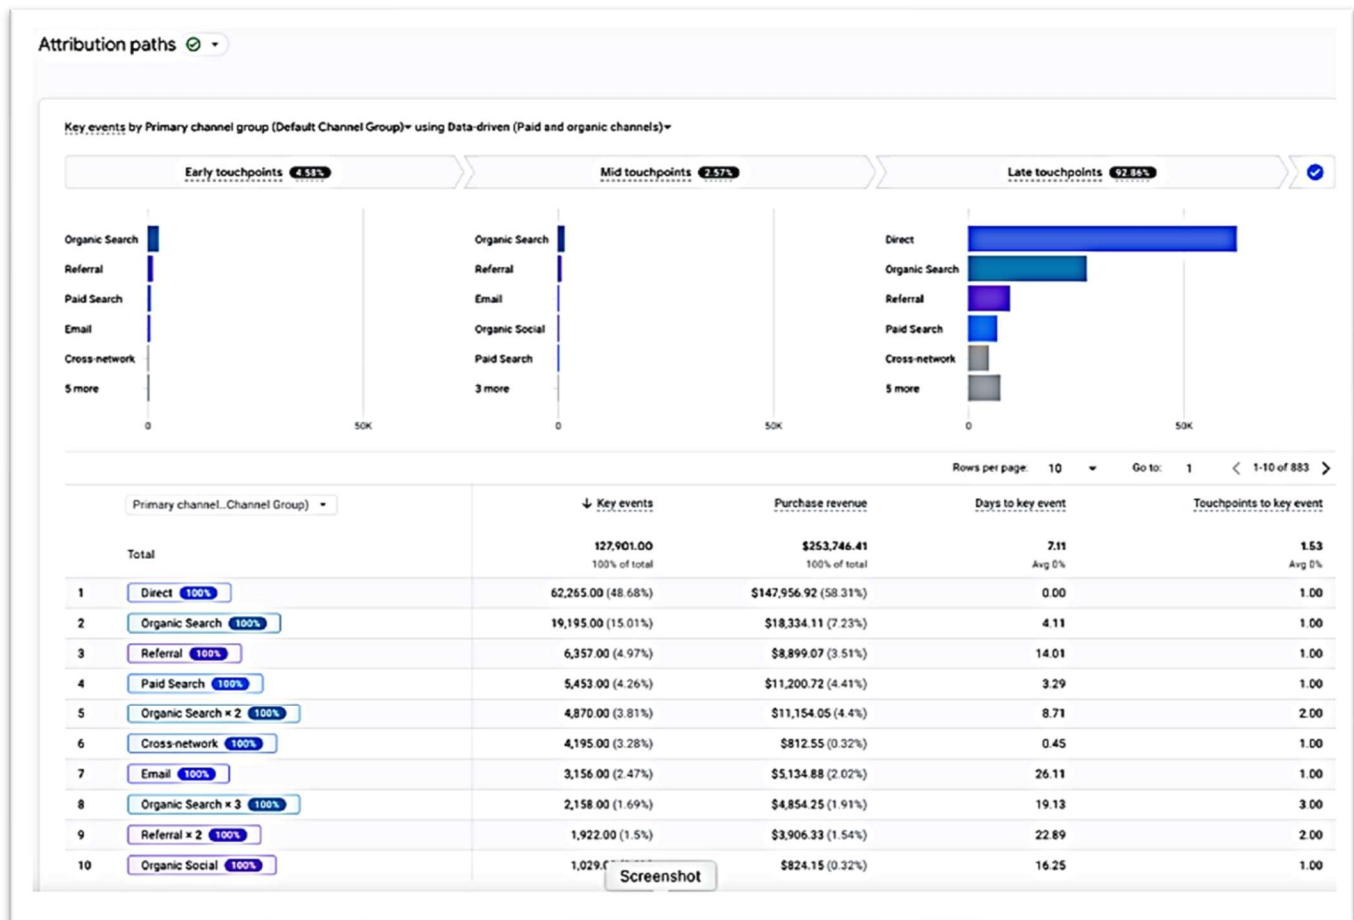 Attribution paths
Key events by Primary channel group (Default Channel Group) using Data-driven (Paid and organic channels)
Early touchpoints 4.58% Mid touchpoints 2.57% Late touchpoints 92.86%
Organic Search Organic Search Direct
Referral Referral Organic Search
Paid Search Email Referral
Email Organic Social Paid Search
Cross-network Paid Search Cross-network
5 more 3 more 5 more
0 50K 0 50K 0 50K
Rows per page: 10 Go to: 1 1-10 of 883
Primary channel...Channel Group) Key events Purchase revenue Days to key event Touchpoints to key event
Total 127,901.00 $253,746.41 7.11 1.53
100% of total 100% of total Avg 0% Avg 0%
1 Direct 100% 62,265.00 (48.68%) $147,956.92 (58.31%) 0.00 1.00
2 Organic Search 100% 19,195.00 (15.01%) $18,334.11 (7.23%) 4.11 1.00
3 Referral 100% 6,357.00 (4.97%) $8,899.07 (3.51%) 14.01 1.00
4 Paid Search 100% 5,453.00 (4.26%) $11,200.72 (4.41%) 3.29 1.00
5 Organic Search × 2 100% 4,870.00 (3.81%) $11,154.05 (4.4%) 8.71 2.00
6 Cross-network 100% 4,195.00 (3.28%) $812.55 (0.32%) 0.45 1.00
7 Email 100% 3,156.00 (2.47%) $5,134.88 (2.02%) 26.11 1.00
8 Organic Search × 3 100% 2,158.00 (1.69%) $4,854.25 (1.91%) 19.13 3.00
9 Referral × 2 100% 1,922.00 (1.5%) $3,906.33 (1.54%) 22.89 2.00
10 Organic Social 100% 1,029. $824.15 (0.32%) 16.25 1.00
Screenshot